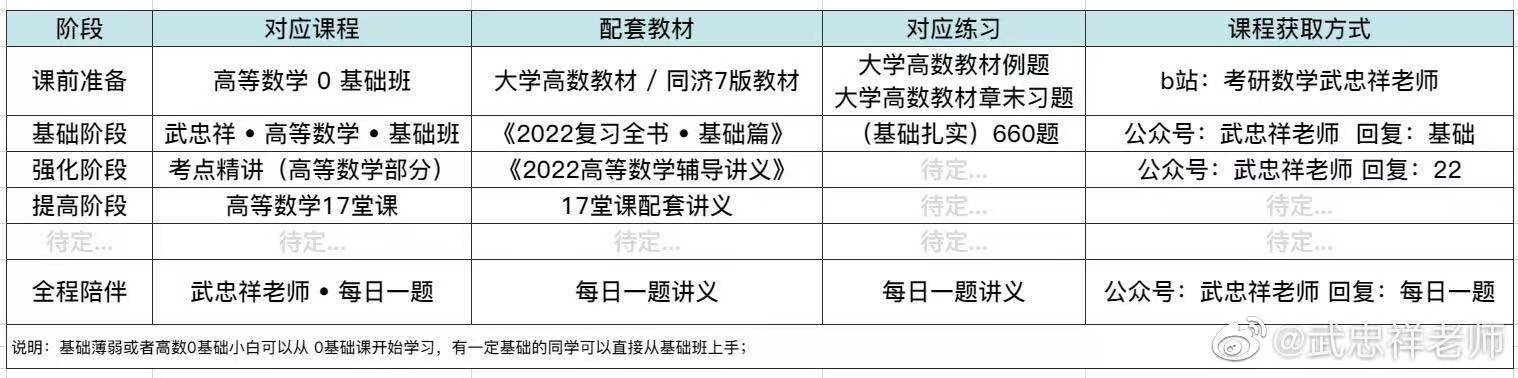 阶段 对应课程 配套教材 对应练习 课程获取方式
课前准备 高等数学 0 基础班 大学高数教材 / 同济7版教材 大学高数教材例题 b站：考研数学武忠祥老师
大学高数教材章末习题
基础阶段 武忠祥 • 高等数学 • 基础班 《2022复习全书 • 基础篇》 （基础扎实）660题 公众号：武忠祥老师 回复：基础
强化阶段 考点精讲（高等数学部分） 《2022高等数学辅导讲义》 待定... 公众号：武忠祥老师 回复：22
提高阶段 高等数学17堂课 17堂课配套讲义 待定... 待定...
待定... 待定... 待定... 待定... 待定...
全程陪伴 武忠祥老师 • 每日一题 每日一题讲义 每日一题讲义 公众号：武忠祥老师 回复：每日一题
说明：基础薄弱或者高数0基础小白可以从 0基础课开始学习，有一定基础的同学可以直接从基础班上手；
@武忠祥老师